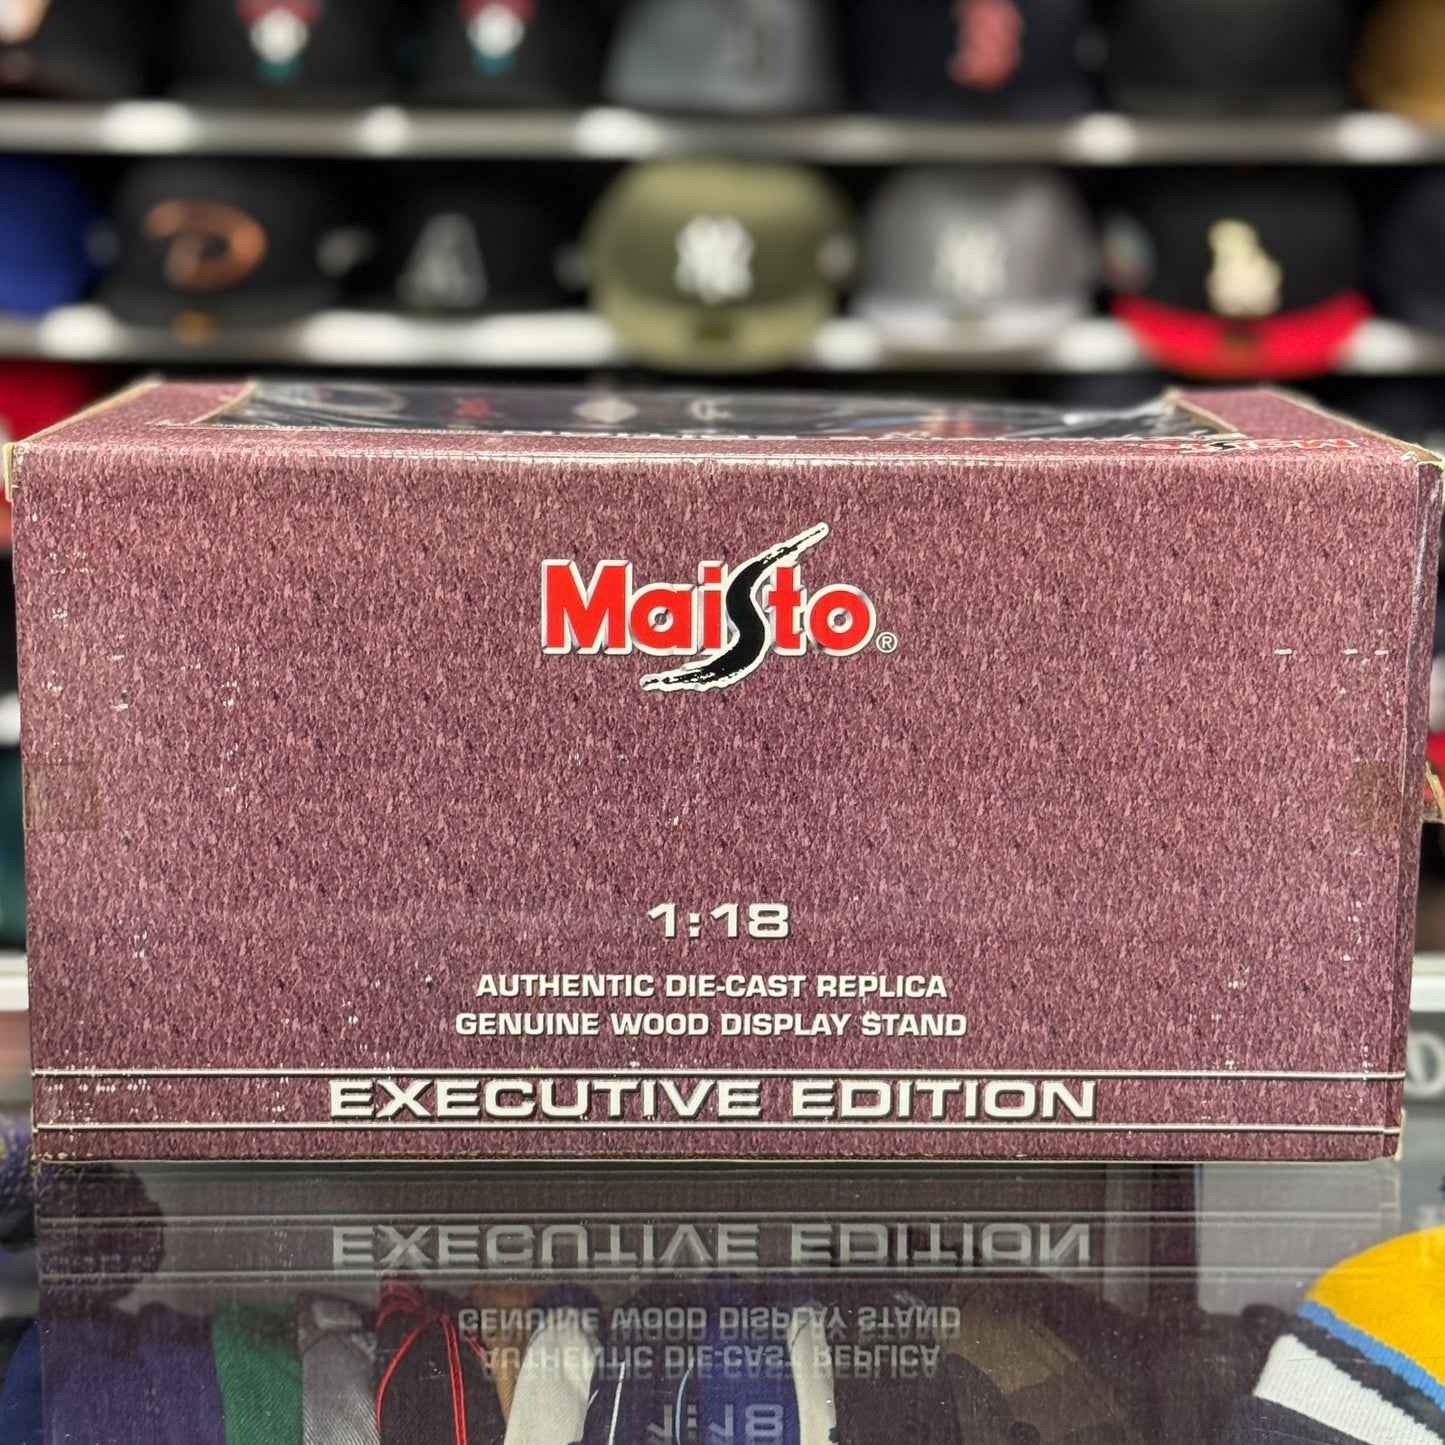 Maisto®
1:18
AUTHENTIC DIE-CAST REPLICA
GENUINE WOOD DISPLAY STAND
EXECUTIVE EDITION